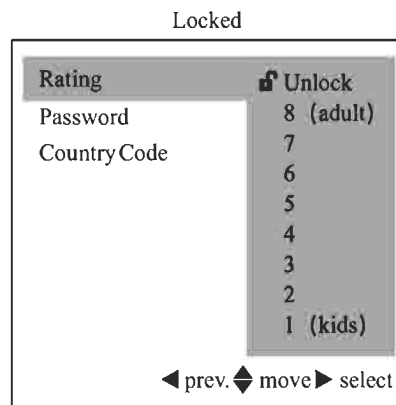 Locked
Rating
Password
Country Code
Unlock
8 (adult)
7
6
5
4
3
2
1 (kids)
◀ prev. ◆ move ▶ select